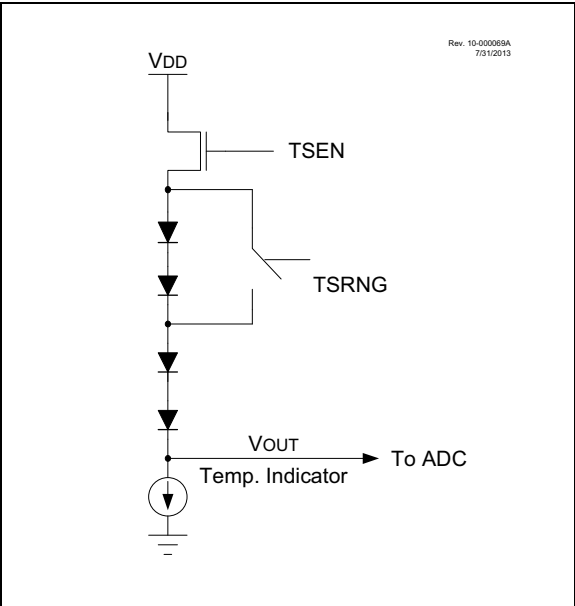 Rev. 10-000069A
7/31/2013
VDD
TSEN
TSRNG
VOUT
To ADC
Temp. Indicator